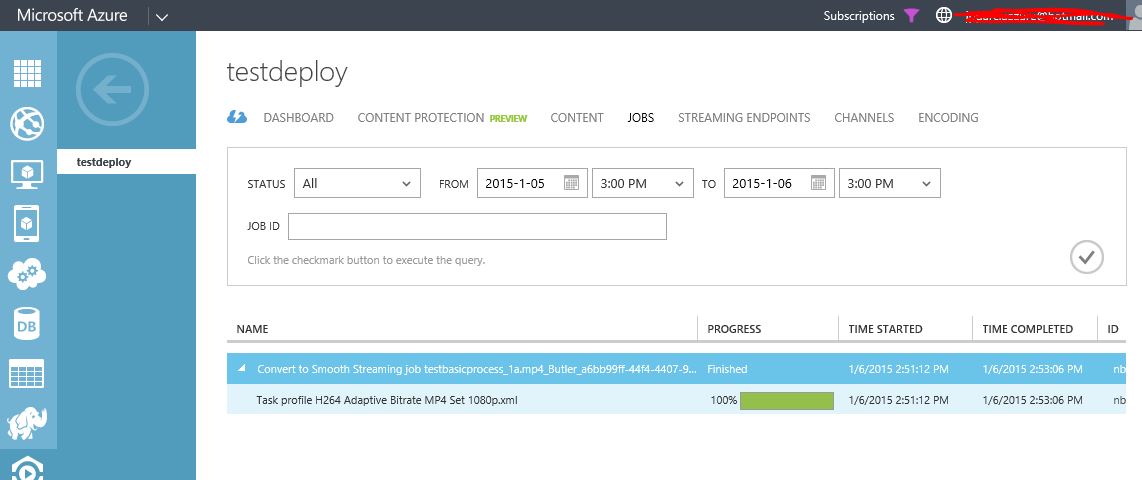 Microsoft Azure Subscriptions
testdeploy
DASHBOARD CONTENT PROTECTION PREVIEW CONTENT JOBS STREAMING ENDPOINTS CHANNELS ENCODING
testdeploy
STATUS All FROM 2015-1-05 3:00 PM TO 2015-1-06 3:00 PM
JOB ID
Click the checkmark button to execute the query.
DB
NAME PROGRESS TIME STARTED TIME COMPLETED ID
Convert to Smooth Streaming job testbasicprocess_1a.mp4_Butler_a6bb99ff-44f4-4407-9... Finished 1/6/2015 2:51:12 PM 1/6/2015 2:53:06 PM nb
Task profile H264 Adaptive Bitrate MP4 Set 1080p.xml 100% 1/6/2015 2:51:12 PM 1/6/2015 2:53:06 PM nb